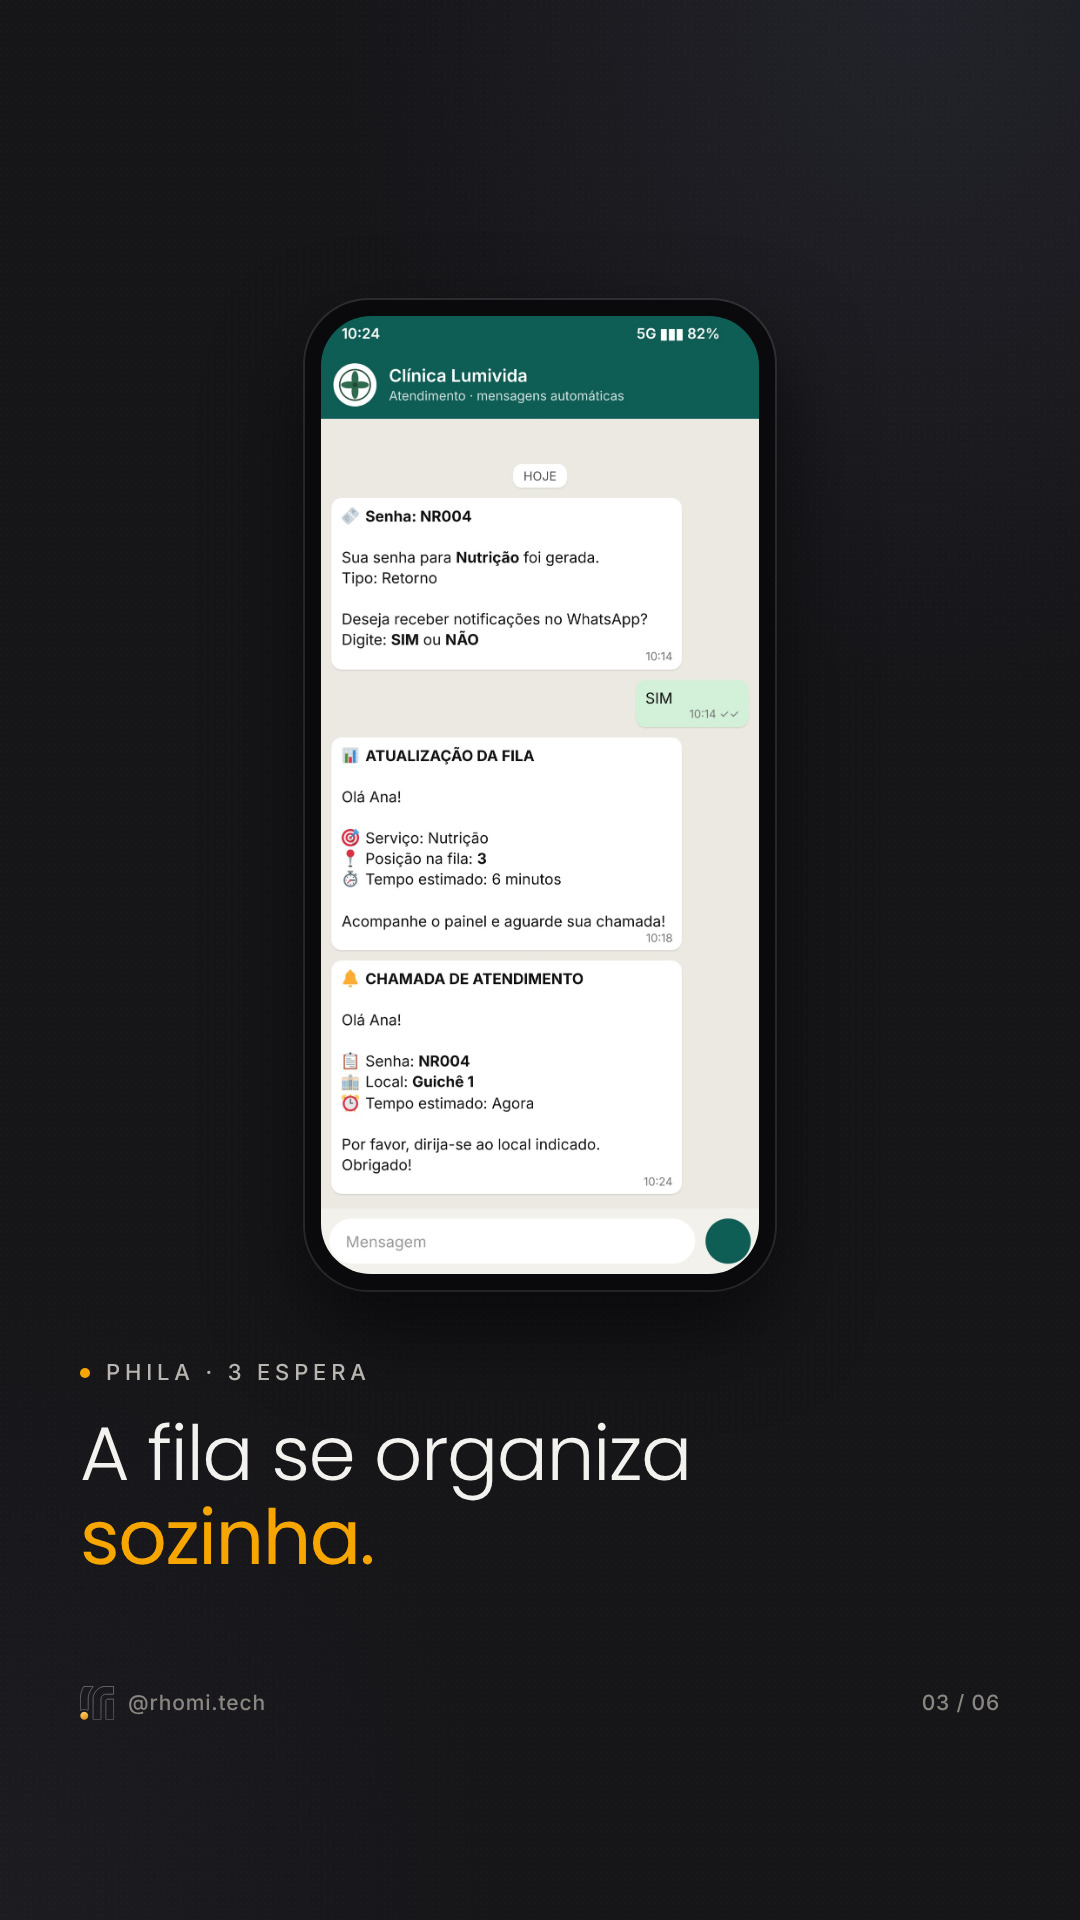 10:24
5G 82%
Clínica Lumivida
Atendimento · mensagens automáticas
HOJE
Senha: NR004
Sua senha para Nutrição foi gerada.
Tipo: Retorno
Deseja receber notificações no WhatsApp?
Digite: SIM ou NÃO
10:14
SIM
10:14
ATUALIZAÇÃO DA FILA
Olá Ana!
Serviço: Nutrição
Posição na fila: 3
Tempo estimado: 6 minutos
Acompanhe o painel e aguarde sua chamada!
10:18
CHAMADA DE ATENDIMENTO
Olá Ana!
Senha: NR004
Local: Guichê 1
Tempo estimado: Agora
Por favor, dirija-se ao local indicado.
Obrigado!
10:24
Mensagem
PHILA · 3 ESPERA
A fila se organiza
sozinha.
@rhomi.tech
03 / 06